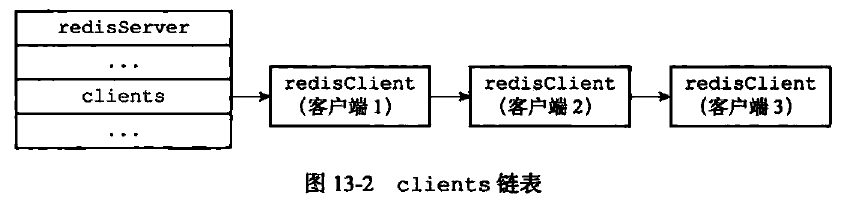 redisServer
...
clients
...
redisClient
(客户端 1)
redisClient
(客户端 2)
redisClient
(客户端 3)
图 13-2 clients 链表